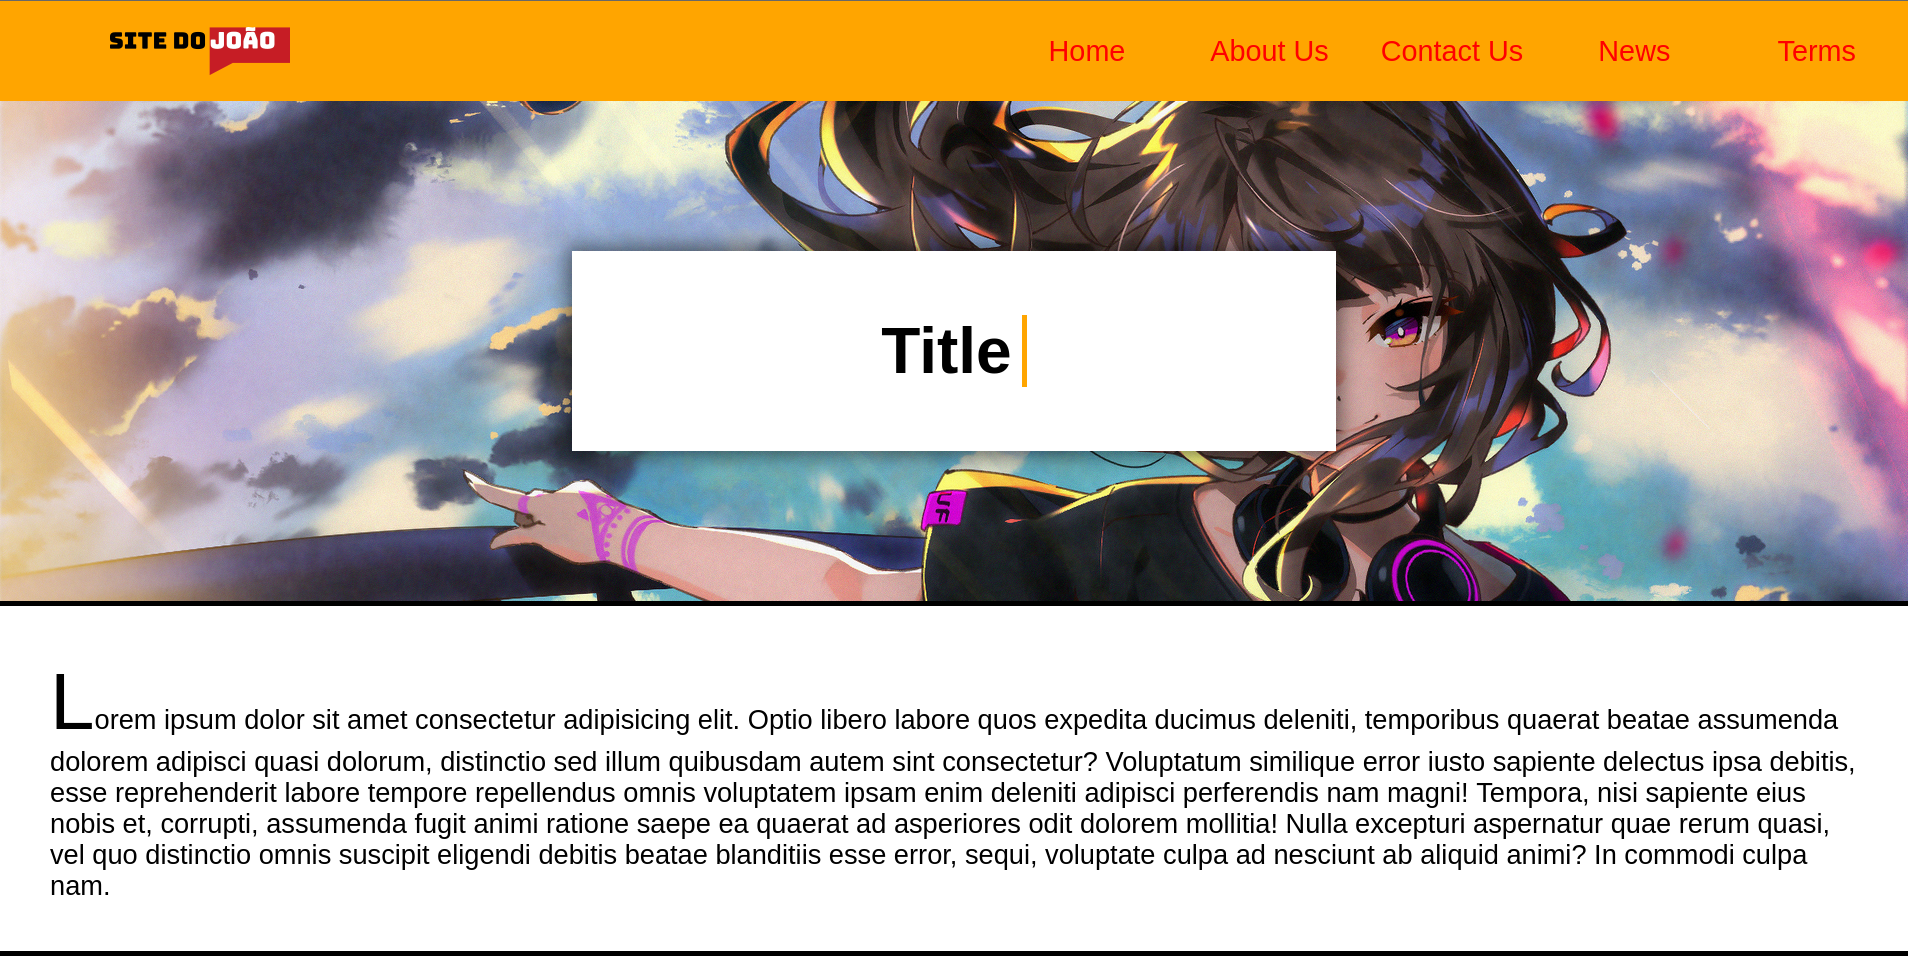 SITE DO JOÃO
Home About Us Contact Us News Terms
Title
UF
Lorem ipsum dolor sit amet consectetur adipisicing elit. Optio libero labore quos expedita ducimus deleniti, temporibus quaerat beatae assumenda
dolorem adipisci quasi dolorum, distinctio sed illum quibusdam autem sint consectetur? Voluptatum similique error iusto sapiente delectus ipsa debitis,
esse reprehenderit labore tempore repellendus omnis voluptatem ipsam enim deleniti adipisci perferendis nam magni! Tempora, nisi sapiente eius
nobis et, corrupti, assumenda fugit animi ratione saepe ea quaerat ad asperiores odit dolorem mollitia! Nulla excepturi aspernatur quae rerum quasi,
vel quo distinctio omnis suscipit eligendi debitis beatae blanditiis esse error, sequi, voluptate culpa ad nesciunt ab aliquid animi? In commodi culpa
nam.